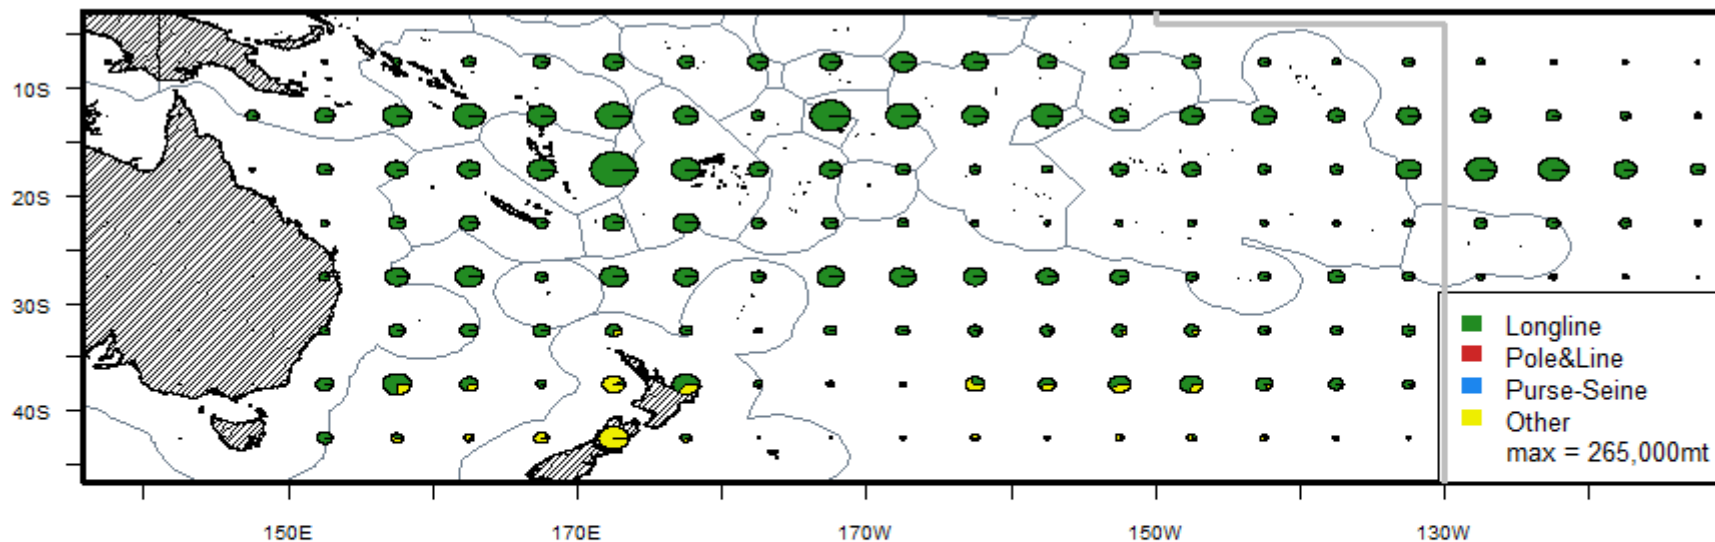 10S
20S
30S
40S
150E
170E
170W
150W
130W
Longline
Pole&Line
Purse-Seine
Other
max = 265,000mt